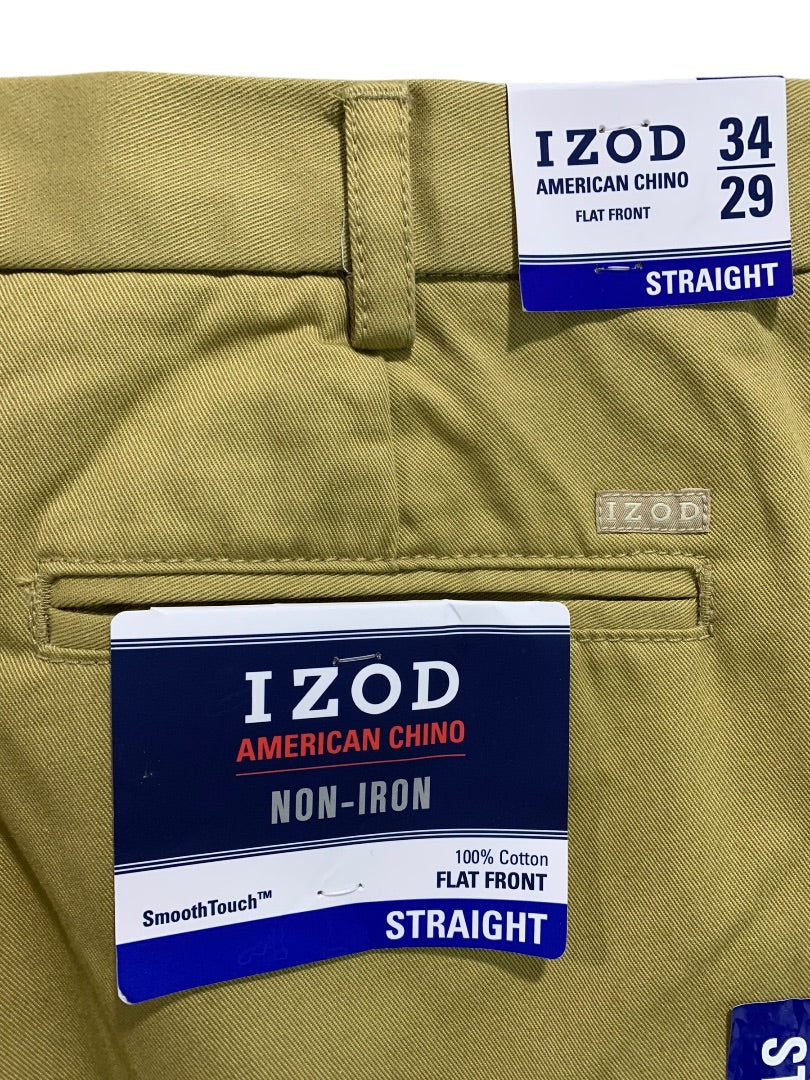 IZOD
AMERICAN CHINO
FLAT FRONT
34
29
STRAIGHT
IZOD
IZOD
AMERICAN CHINO
NON-IRON
100% Cotton
FLAT FRONT
SmoothTouch™
STRAIGHT